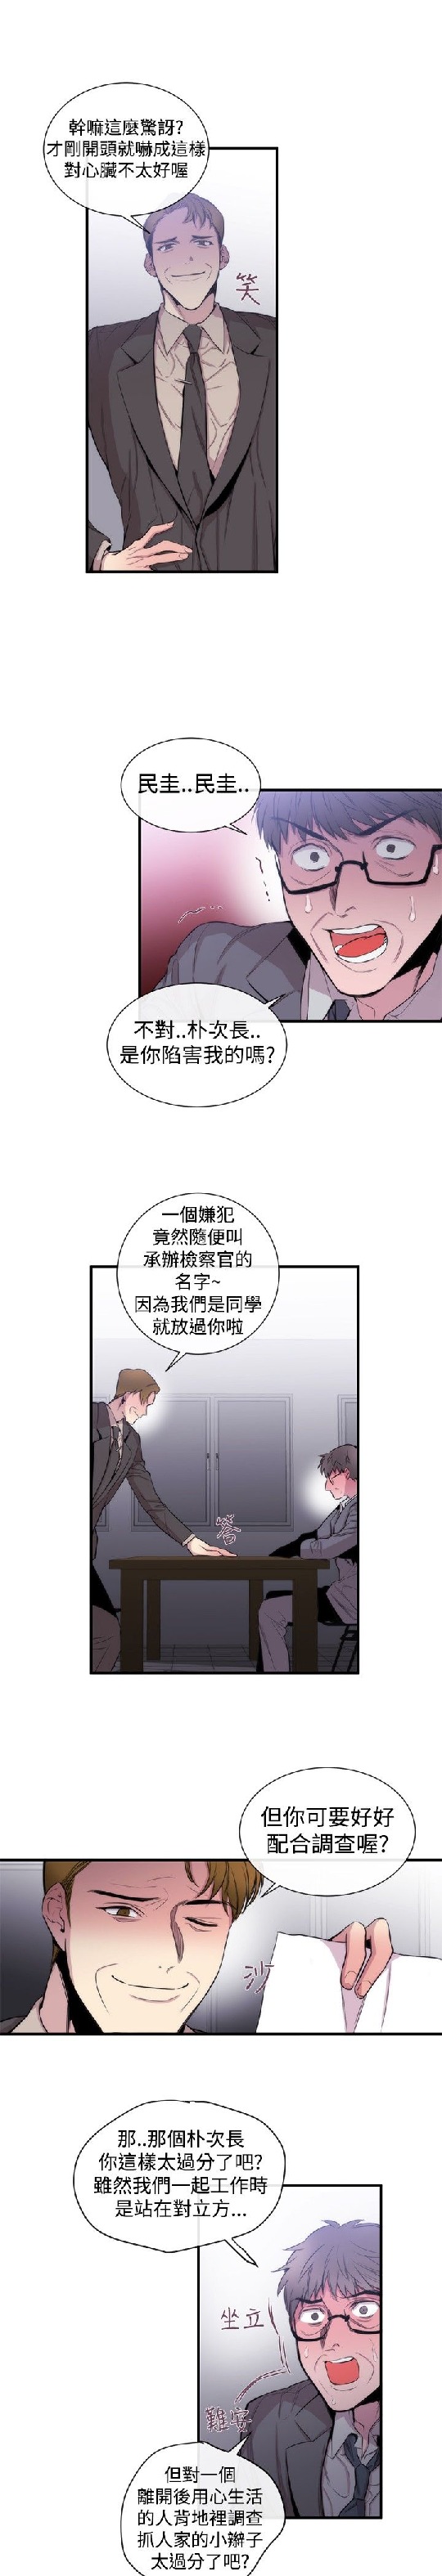 幹嘛這麼驚訝?
才剛開頭就嚇成這樣
對心臟不太好喔
笑
民圭..民圭..
不對..朴次長..
是你陷害我的嗎?
一個嫌犯
竟然隨便叫
承辦檢察官的
名字~
因為我們是同學
就放過你啦
答
但你可要好好
配合調查喔?
沙
那..那個朴次長
你這樣太過分了吧?
雖然我們一起工作時
是站在對立方...
坐立
難安
但對一個
離開後用心生活
的人背地裡調查
抓人家的小辮子
太過分了吧?